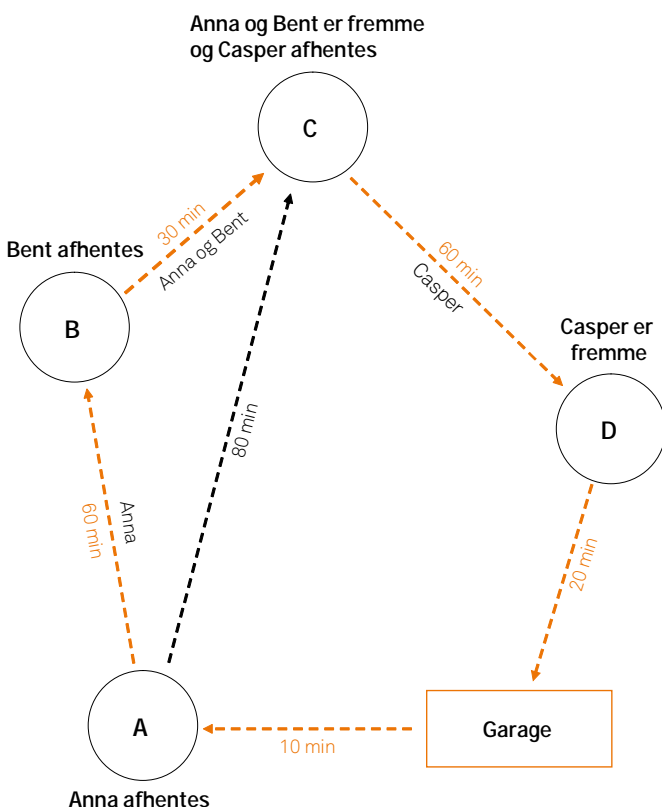 Anna og Bent er fremme
og Casper afhentes
C
30 min
Anna og Bent
Bent afhentes
B
60 min
Casper
Casper er
fremme
D
80 min
Anna
60 min
20 min
A
10 min
Garage
Anna afhentes